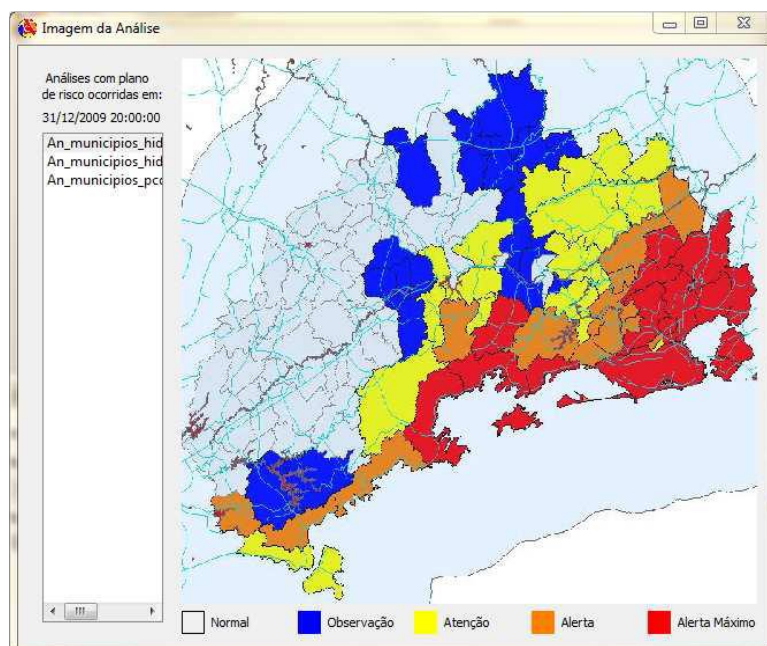 Imagem da Análise
Análises com plano
de risco ocorridas em:
31/12/2009 20:00:00
An_municipios_hid
An_municipios_hid
An_municipios_pco
Normal
Observação
Atenção
Alerta
Alerta Máximo